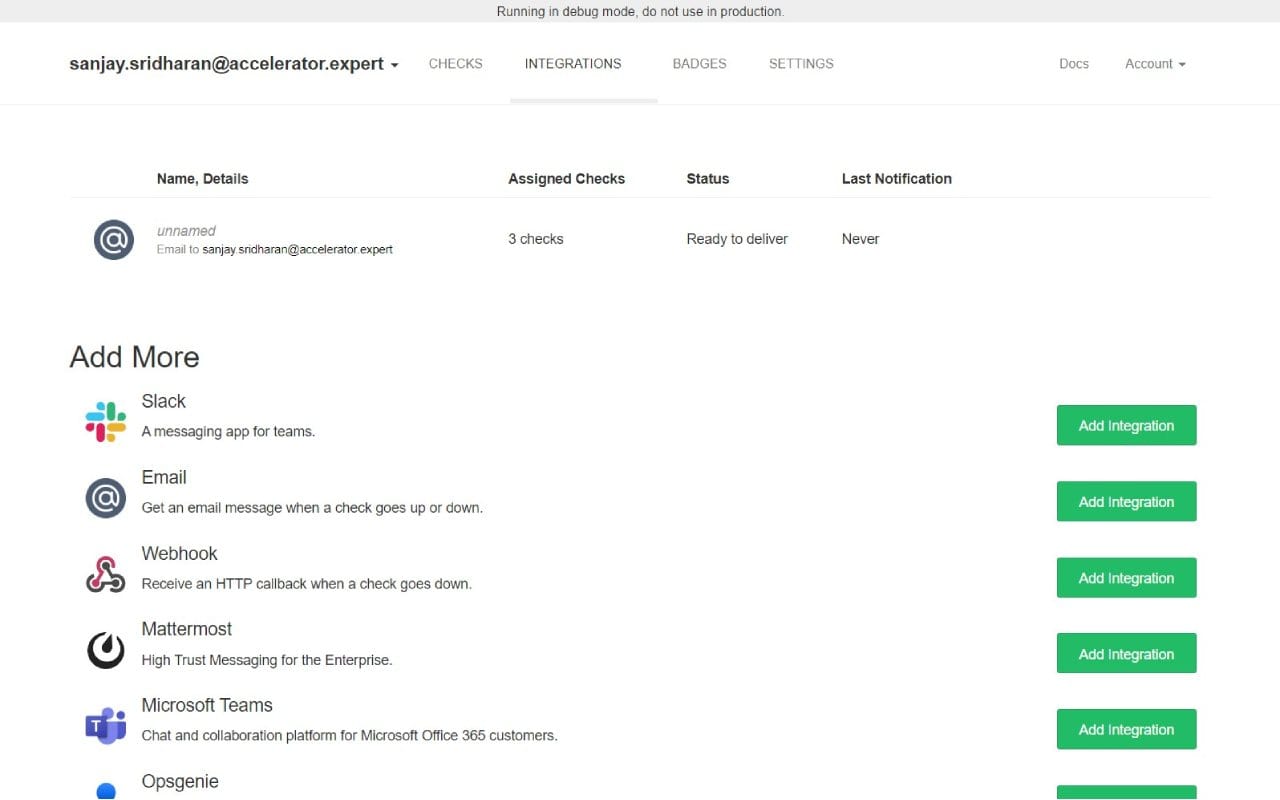 Running in debug mode, do not use in production.
sanjay.sridharan@accelerator.expert CHECKS INTEGRATIONS BADGES SETTINGS Docs Account
Name, Details Assigned Checks Status Last Notification
unnamed
Email to sanjay.sridharan@accelerator.expert
3 checks Ready to deliver Never
Add More
Slack
A messaging app for teams.
Add Integration
Email
Get an email message when a check goes up or down.
Add Integration
Webhook
Receive an HTTP callback when a check goes down.
Add Integration
Mattermost
High Trust Messaging for the Enterprise.
Add Integration
Microsoft Teams
Chat and collaboration platform for Microsoft Office 365 customers.
Add Integration
Opsgenie